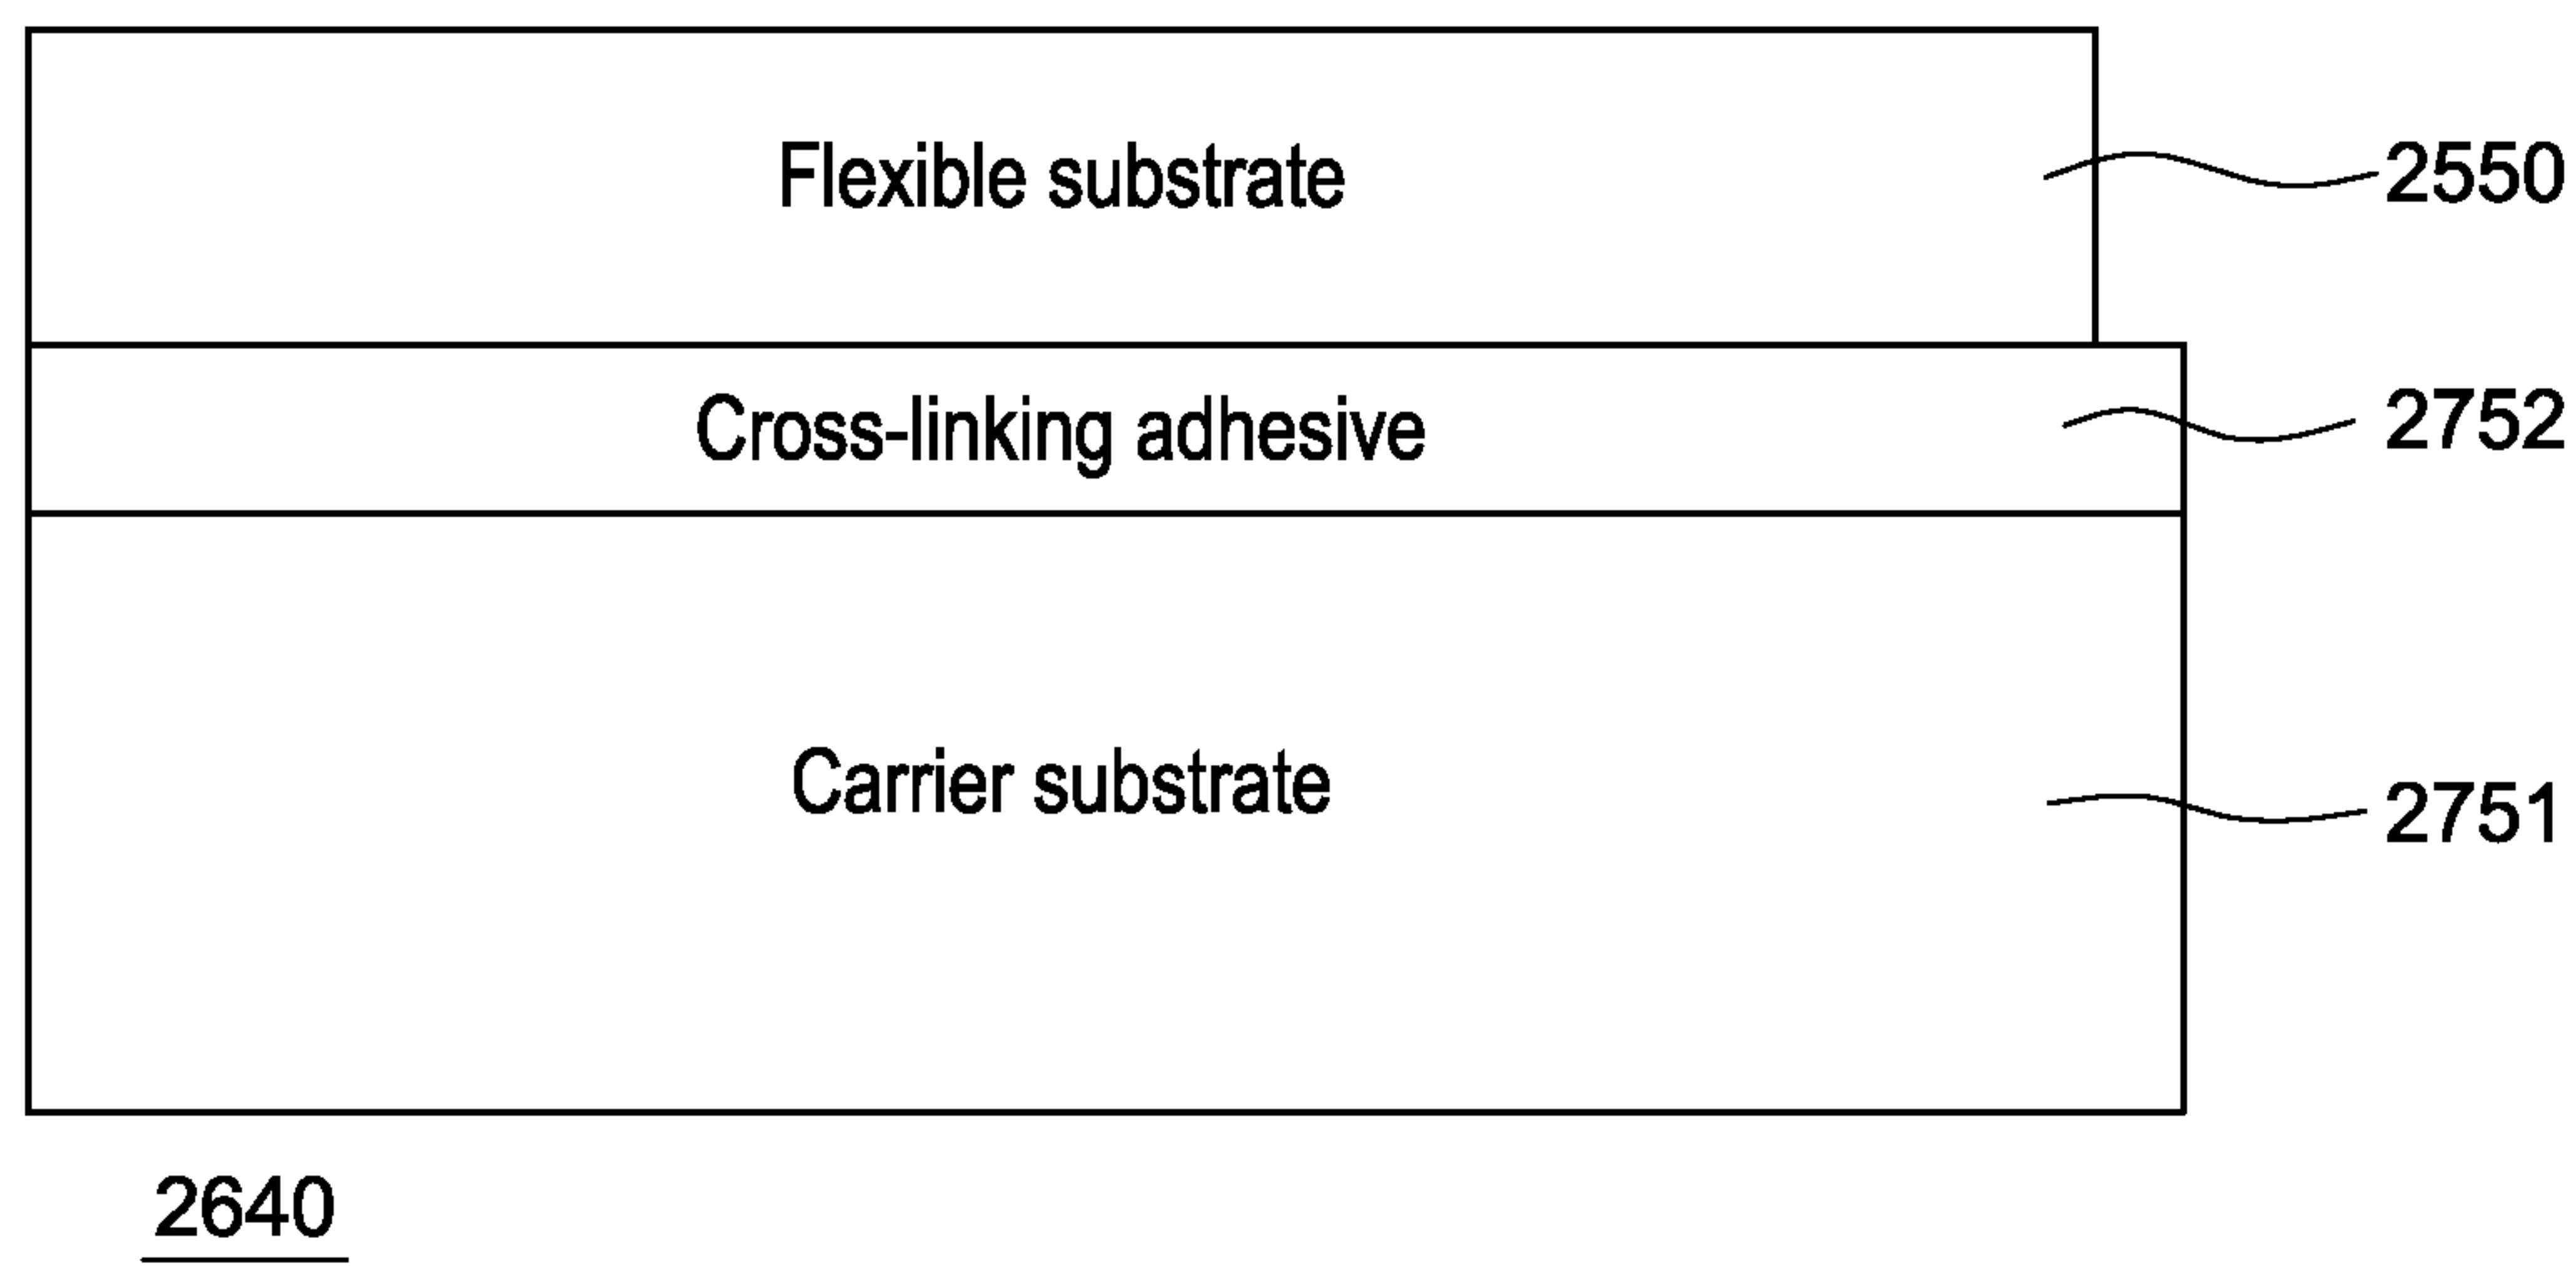 Flexible substrate
2550
Cross-linking adhesive
2752
Carrier substrate
2751
2640